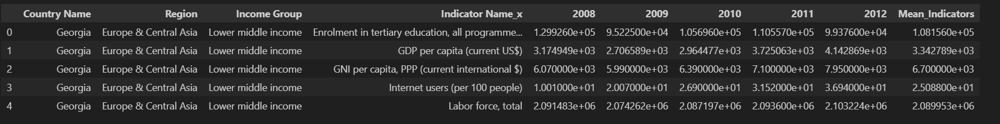 Country Name Region Income Group Indicator Name_x 2008 2009 2010 2011 2012 Mean_Indicators
0 Georgia Europe & Central Asia Lower middle income Enrolment in tertiary education, all programme... 1.299260e+05 9.522500e+04 1.056960e+05 1.105570e+05 9.937600e+04 1.081560e+05
1 Georgia Europe & Central Asia Lower middle income GDP per capita (current US$) 3.174949e+03 2.706589e+03 2.964477e+03 3.725063e+03 4.142869e+03 3.342789e+03
2 Georgia Europe & Central Asia Lower middle income GNI per capita, PPP (current international $) 6.070000e+03 5.990000e+03 6.390000e+03 7.100000e+03 7.950000e+03 6.700000e+03
3 Georgia Europe & Central Asia Lower middle income Internet users (per 100 people) 1.001000e+01 2.007000e+01 2.690000e+01 3.152000e+01 3.694000e+01 2.508800e+01
4 Georgia Europe & Central Asia Lower middle income Labor force, total 2.091483e+06 2.074262e+06 2.087197e+06 2.093600e+06 2.103224e+06 2.089953e+06